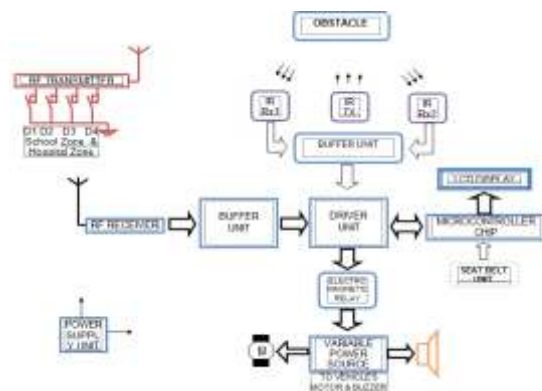 OBSTACLE
RF TRANSMITTER
D1 D2 D3 D4
School Zone &
Hospital Zone
IR
Rx1
IR
TX
IR
Rx2
BUFFER UNIT
LCD DISPLAY
RF RECEIVER
BUFFER
UNIT
DRIVER
UNIT
MICROCONTROLLER
CHIP
SEAT BELT
UNIT
ELECTRO
MAGNETIC
RELAY
POWER
SUPPL
Y UNIT
M
VARIABLE
POWER
SOURCE
TO VEHICLES
MOTOR & BUZZER